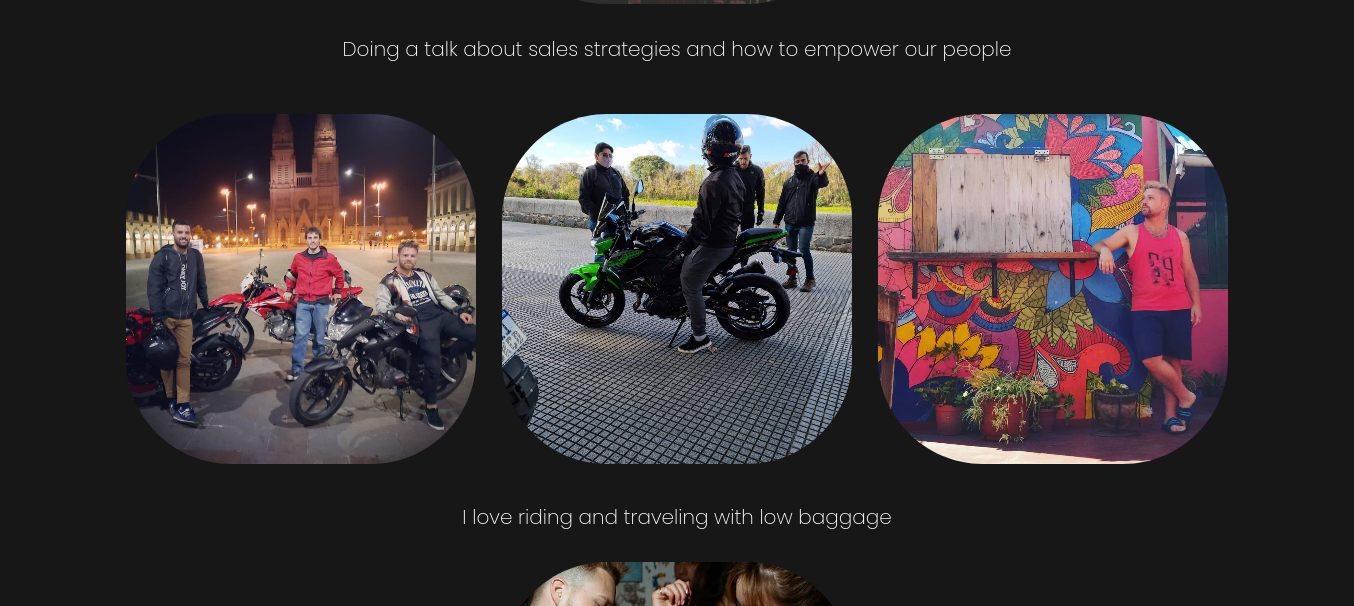 Doing a talk about sales strategies and how to empower our people
I love riding and traveling with low baggage